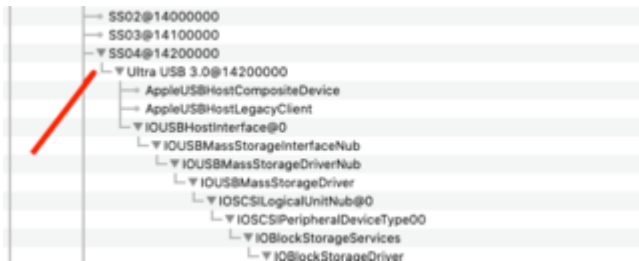 SS02@14000000
SS03@14100000
SS04@14200000
Ultra USB 3.0@14200000
AppleUSBHostCompositeDevice
AppleUSBHostLegacyClient
IOUSBHostInterface@0
IOUSBMassStorageInterfaceNub
IOUSBMassStorageDriverNub
IOUSBMassStorageDriver
IOSCSILogicalUnitNub@0
IOSCSIPeripheralDeviceType00
IOBlockStorageServices
IOBlockStorageDriver